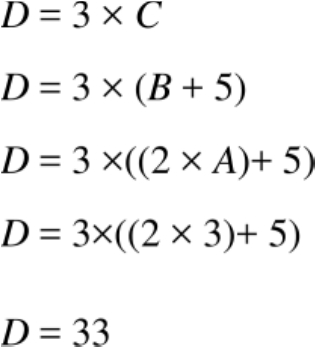 D = 3 × C
D = 3 × (B + 5)
D = 3 ×((2 × A)+ 5)
D = 3×((2 × 3)+ 5)
D = 33